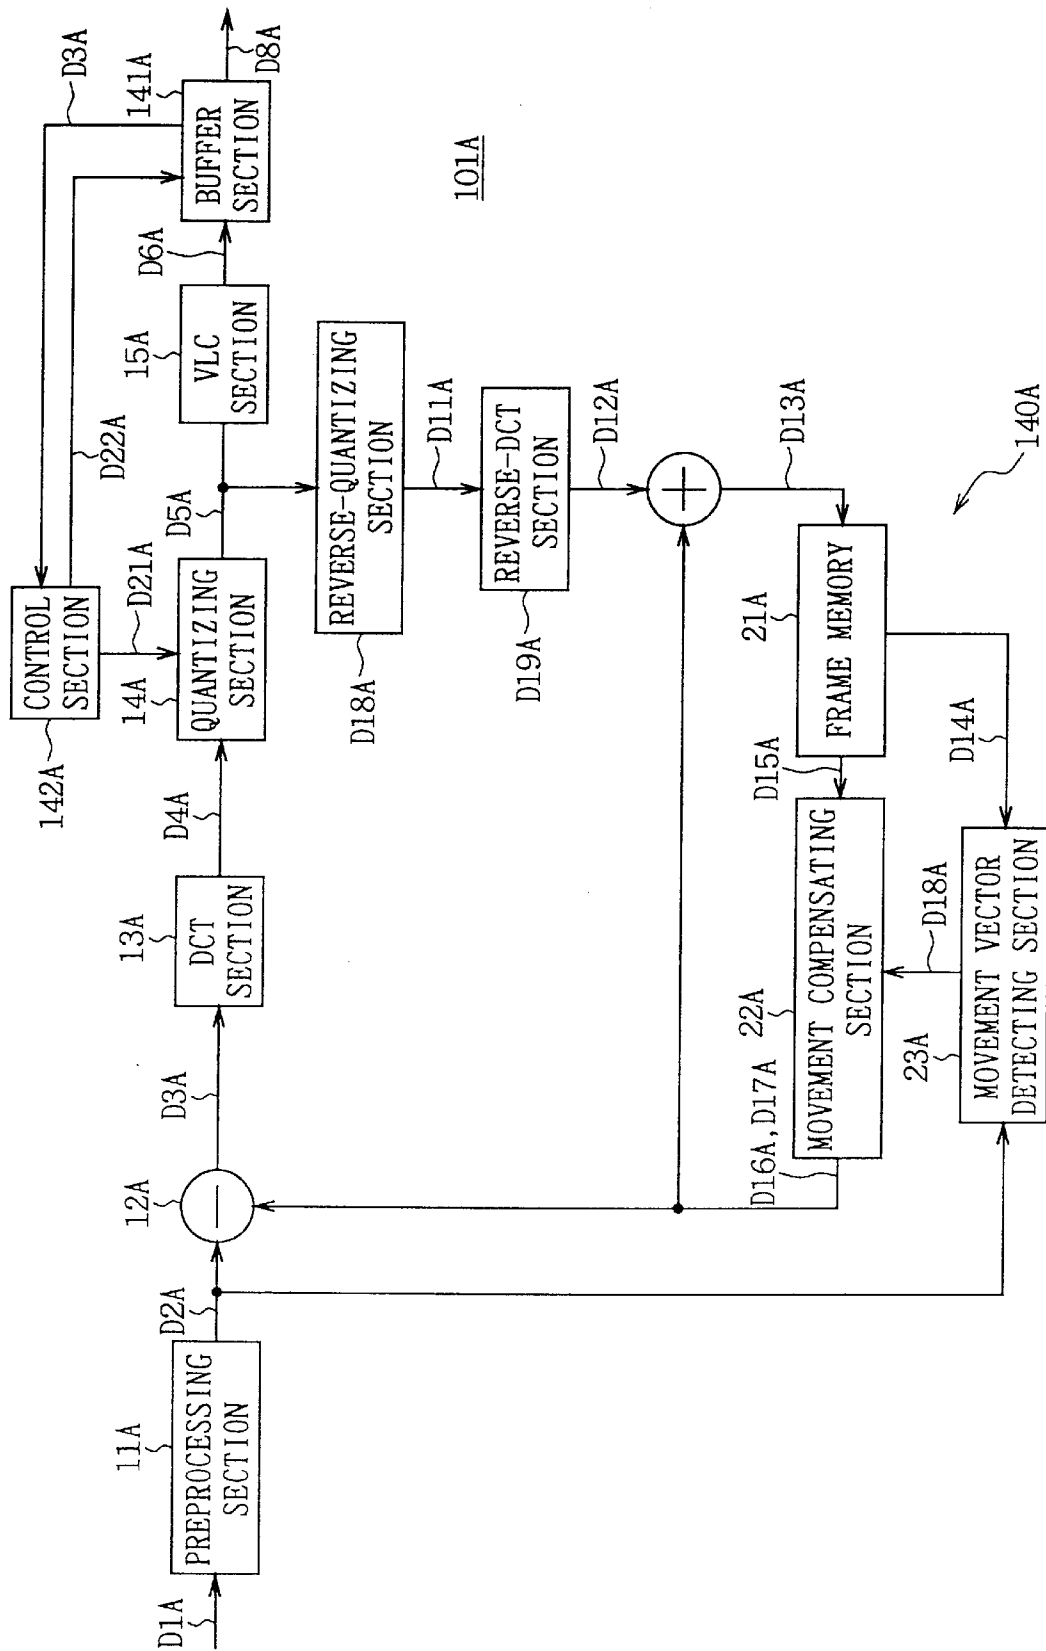 D1A
11A
PREPROCESSING
SECTION
D2A
12A
D3A
13A
DCT
SECTION
D4A
142A
CONTROL
SECTION
D21A
14A
QUANTIZING
SECTION
D5A
D22A
15A
VLC
SECTION
D6A
D3A
141A
BUFFER
SECTION
D8A
101A
REVERSE-QUANTIZING
SECTION
D18A
D11A
REVERSE-DCT
SECTION
D19A
D12A
D13A
21A
FRAME MEMORY
D15A
D14A
22A
MOVEMENT COMPENSATING
SECTION
D16A,D17A
D18A
23A
MOVEMENT VECTOR
DETECTING SECTION
140A